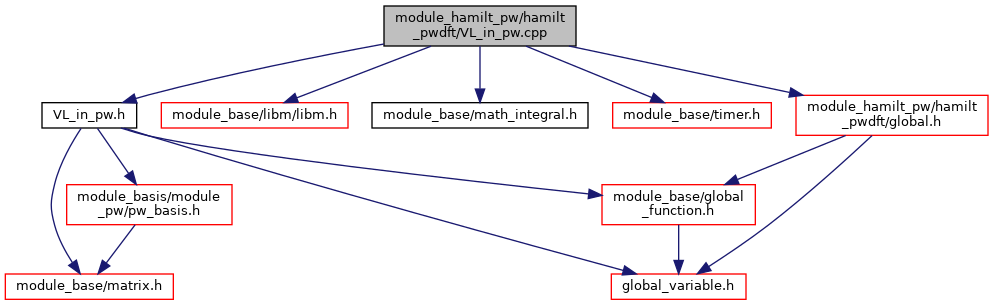 module_hamilt_pw/hamilt
_pwdft/VL_in_pw.cpp
VL_in_pw.h
module_base/libm/libm.h
module_base/math_integral.h
module_base/timer.h
module_hamilt_pw/hamilt
_pwdft/global.h
module_basis/module
_pw/pw_basis.h
module_base/global
_function.h
module_base/matrix.h
global_variable.h